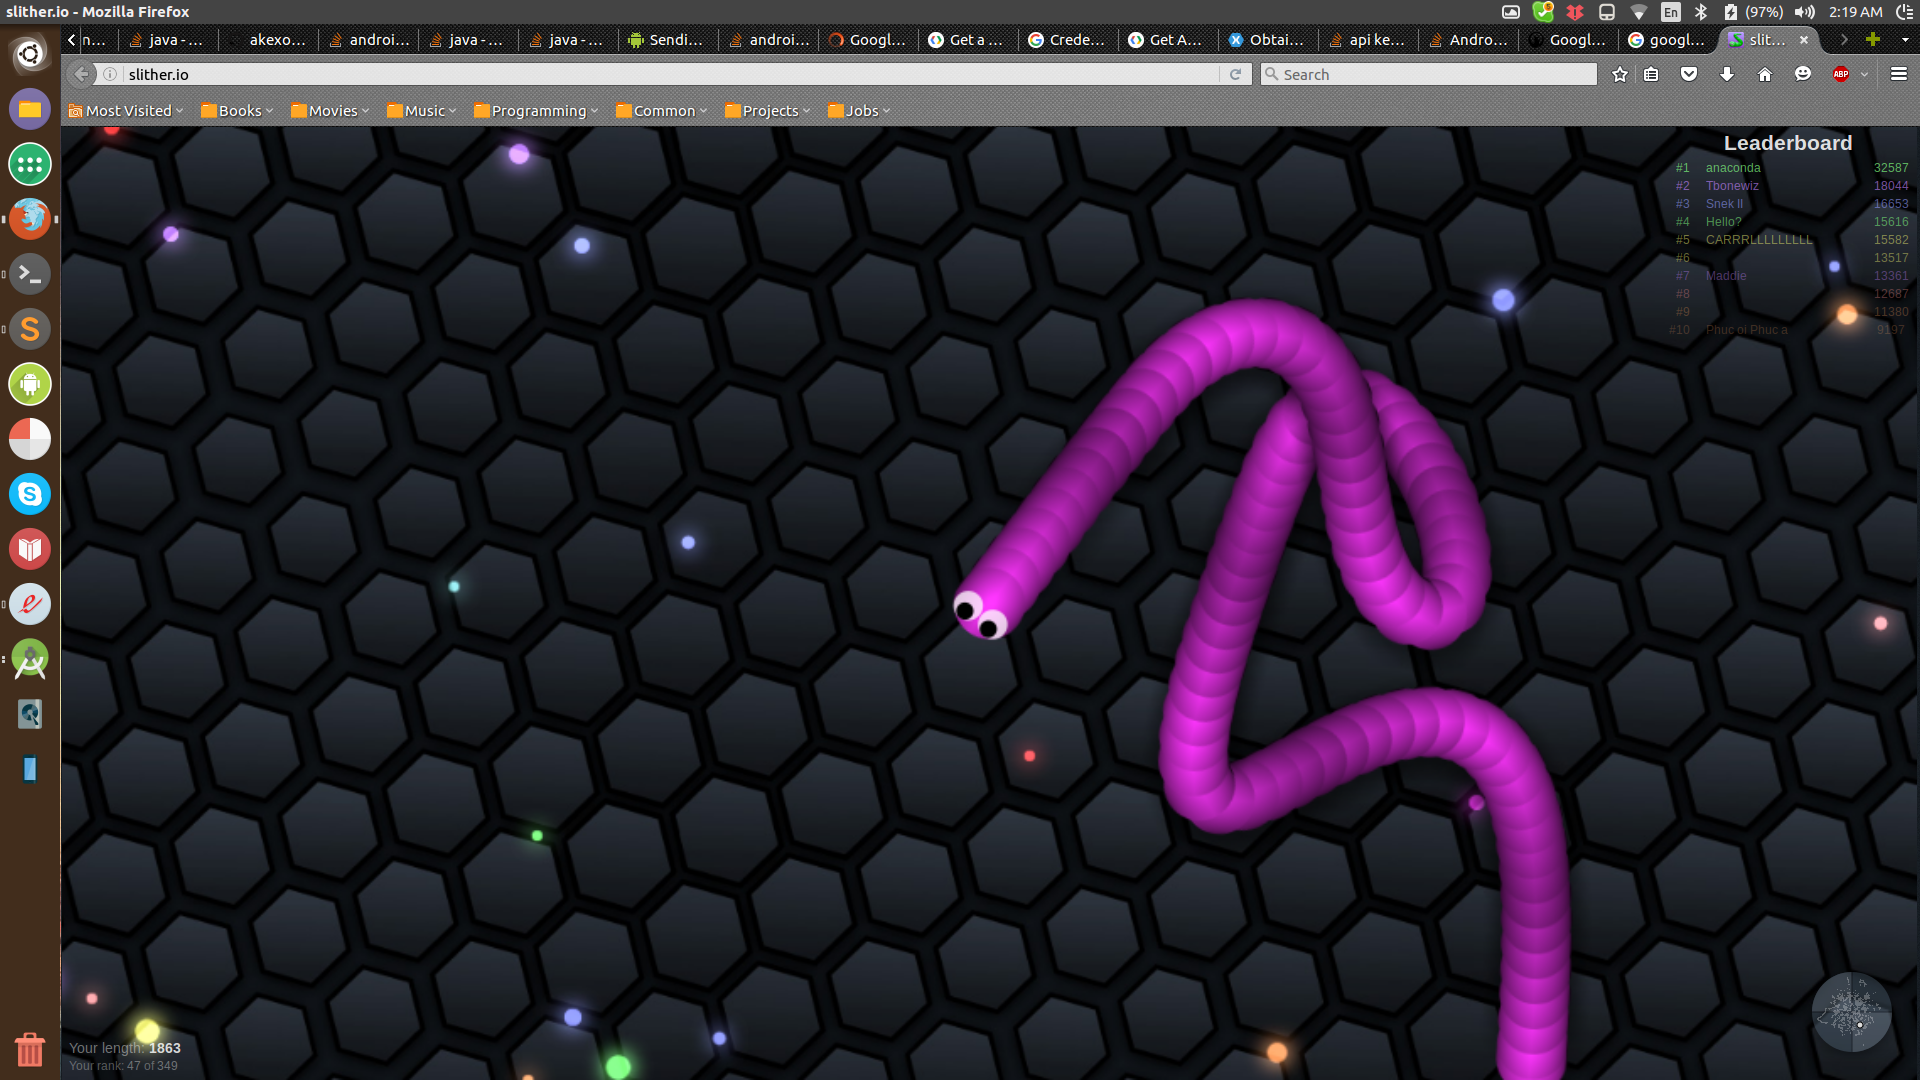 slither.io - Mozilla Firefox
En
(97%)
2:19 AM
n...
java - ...
akexo...
androi...
java - ...
java - ...
Sendi...
androi...
Googl...
Get a ...
Crede...
Get A...
Obtai...
api ke...
Andro...
Googl...
googl...
slit...
slither.io
Search
ABP
Most Visited
Books
Movies
Music
Programming
Common
Projects
Jobs
Leaderboard
#1 anaconda 32587
#2 Tbonewiz 18044
#3 Snek II 16653
#4 Hello? 15616
#5 CARRRLLLLLLLLL 15582
#6 13517
#7 Maddie 13361
#8 12687
#9 11380
#10 Phuc ol Phuc a 9197
Your length: 1863
Your rank: 47 of 349